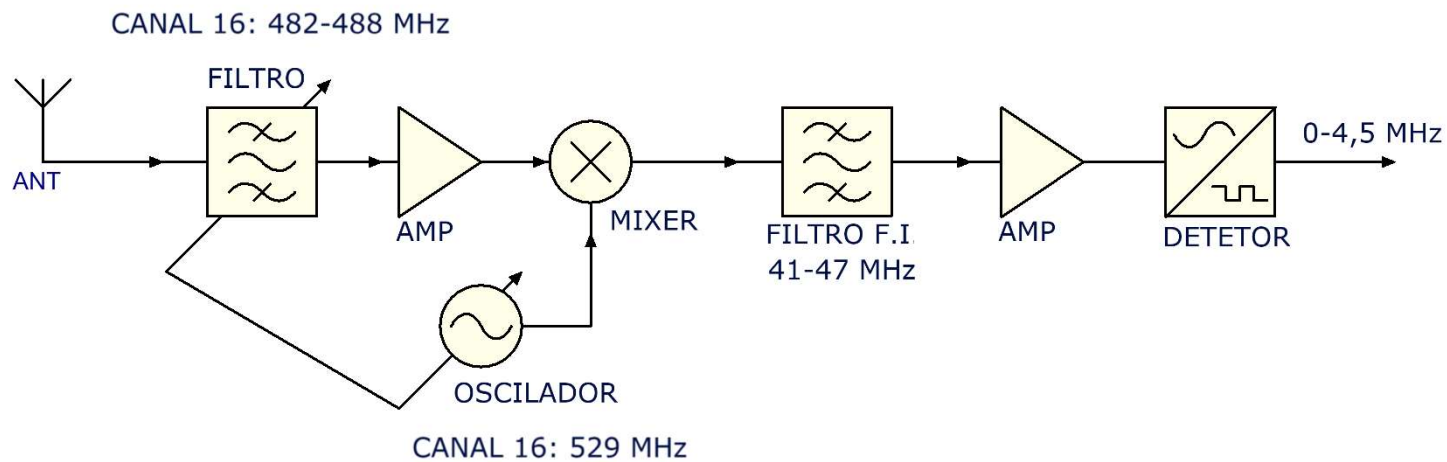 CANAL 16: 482-488 MHz
FILTRO
ANT
AMP
MIXER
FILTRO F.I.
41-47 MHz
AMP
DETETOR
0-4,5 MHz
OSCILADOR
CANAL 16: 529 MHz